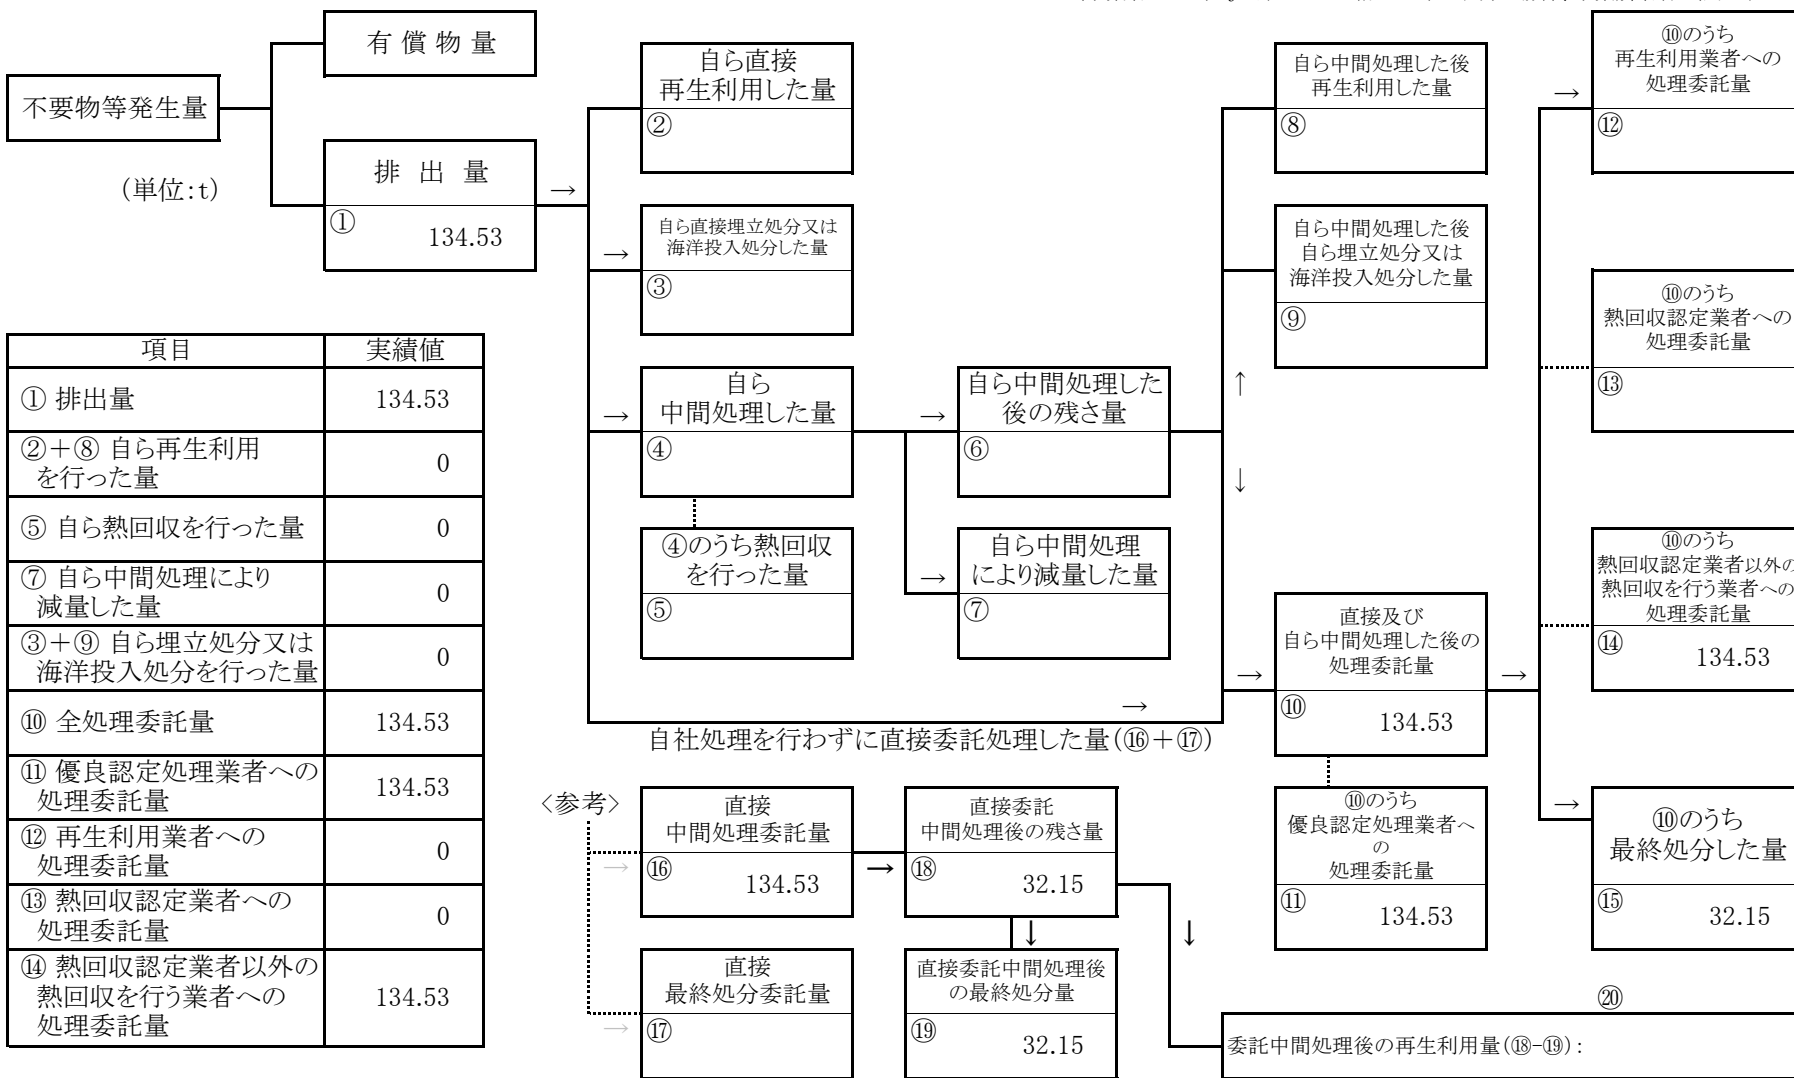 不要物等発生量
(単位:t)
有 償 物 量
排 出 量
①
134.53
→
自ら直接
再生利用した量
②
→
自ら直接埋立処分又は
海洋投入処分した量
③
→
自ら
中間処理した量
④
④のうち熱回収
を行った量
⑤
→
自ら中間処理した
後の残さ量
⑥
→
自ら中間処理
により減量した量
⑦
↑
↓
自ら中間処理した後
再生利用した量
⑧
自ら中間処理した後
自ら埋立処分又は
海洋投入処分した量
⑨
→
自社処理を行わずに直接委託処理した量(⑯+⑰)
→
直接及び
自ら中間処理した後の
処理委託量
⑩
134.53
⑩のうち
優良認定処理業者へ
の
処理委託量
⑪
134.53
→
→
⑩のうち
再生利用業者への
処理委託量
⑫
⑩のうち
熱回収認定業者への
処理委託量
⑬
⑩のうち
熱回収認定業者以外の
熱回収を行う業者への
処理委託量
⑭
134.53
→
⑩のうち
最終処分した量
⑮
32.15
項目 実績値
① 排出量 134.53
②+⑧ 自ら再生利用
を行った量 0
⑤ 自ら熱回収を行った量 0
⑦ 自ら中間処理により
減量した量 0
③+⑨ 自ら埋立処分又は
海洋投入処分を行った量 0
⑩ 全処理委託量 134.53
⑪ 優良認定処理業者への
処理委託量 134.53
⑫ 再生利用業者への
処理委託量 0
⑬ 熱回収認定業者への
処理委託量 0
⑭ 熱回収認定業者以外の
熱回収を行う業者への
処理委託量 134.53
〈参考〉
→
直接
中間処理委託量
⑯
134.53
→
直接委託
中間処理後の残さ量
⑱
32.15
↓
↓
→
直接
最終処分委託量
⑰
直接委託中間処理後
の最終処分量
⑲
32.15
⑳
委託中間処理後の再生利用量(⑱-⑲):